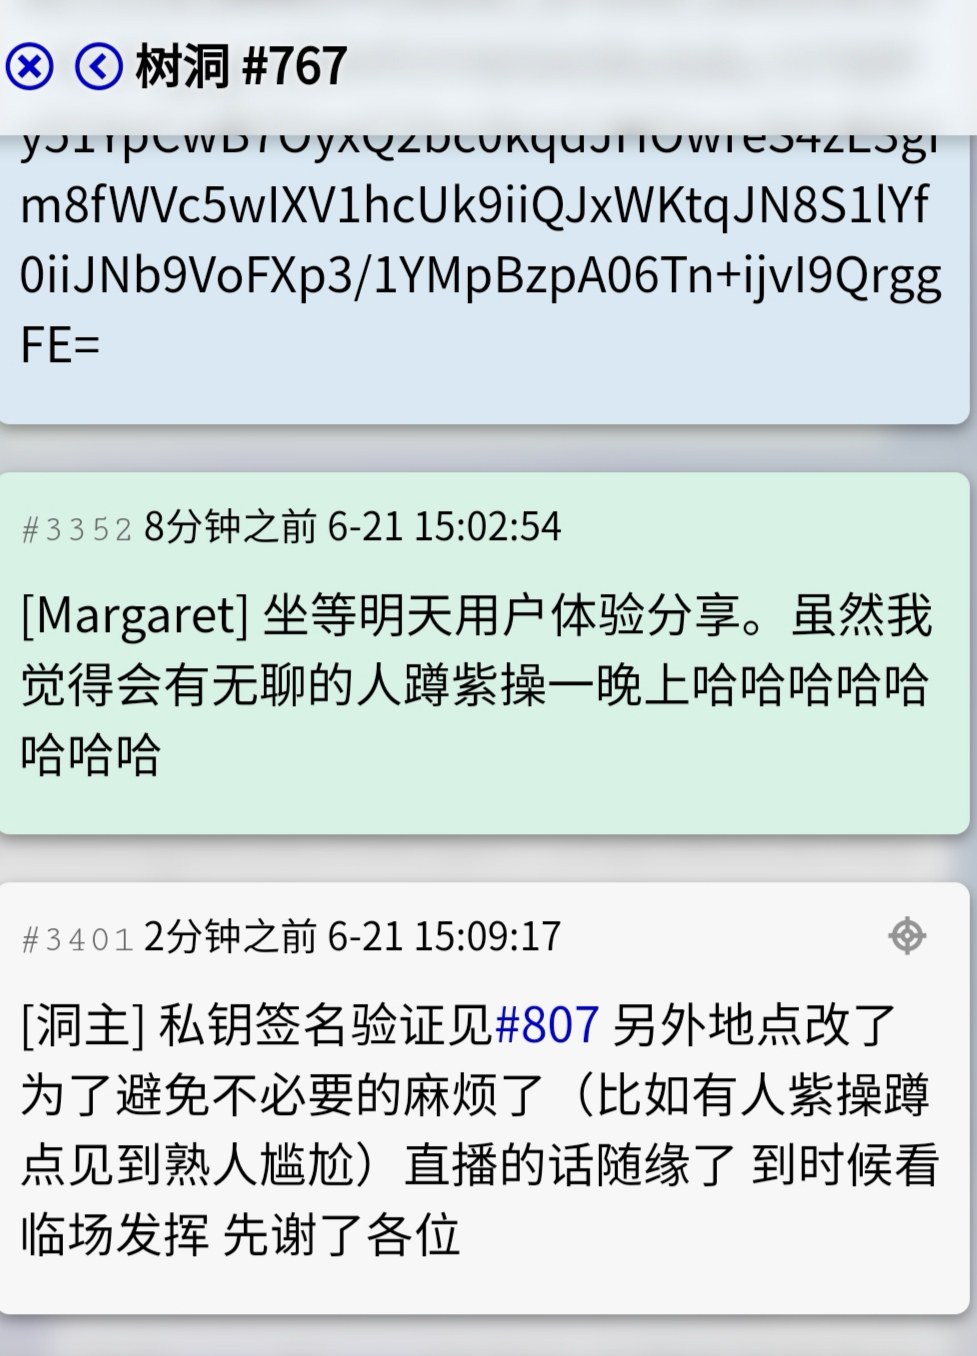 树洞 #767
m8fWVc5wIXV1hcUk9iiQJxWKtqJN8S1lYf
0iiJNb9VoFXp3/1YMpBzpA06Tn+ijvI9Qrgg
FE=
#3352 8分钟之前 6-21 15:02:54
[Margaret] 坐等明天用户体验分享。虽然我
觉得会有无聊的人蹲紫操一晚上哈哈哈哈哈
哈哈哈
#3401 2分钟之前 6-21 15:09:17
[洞主] 私钥签名验证见#807 另外地点改了
为了避免不必要的麻烦了（比如有人紫操蹲
点见到熟人尴尬）直播的话随缘了 到时候看
临场发挥 先谢了各位